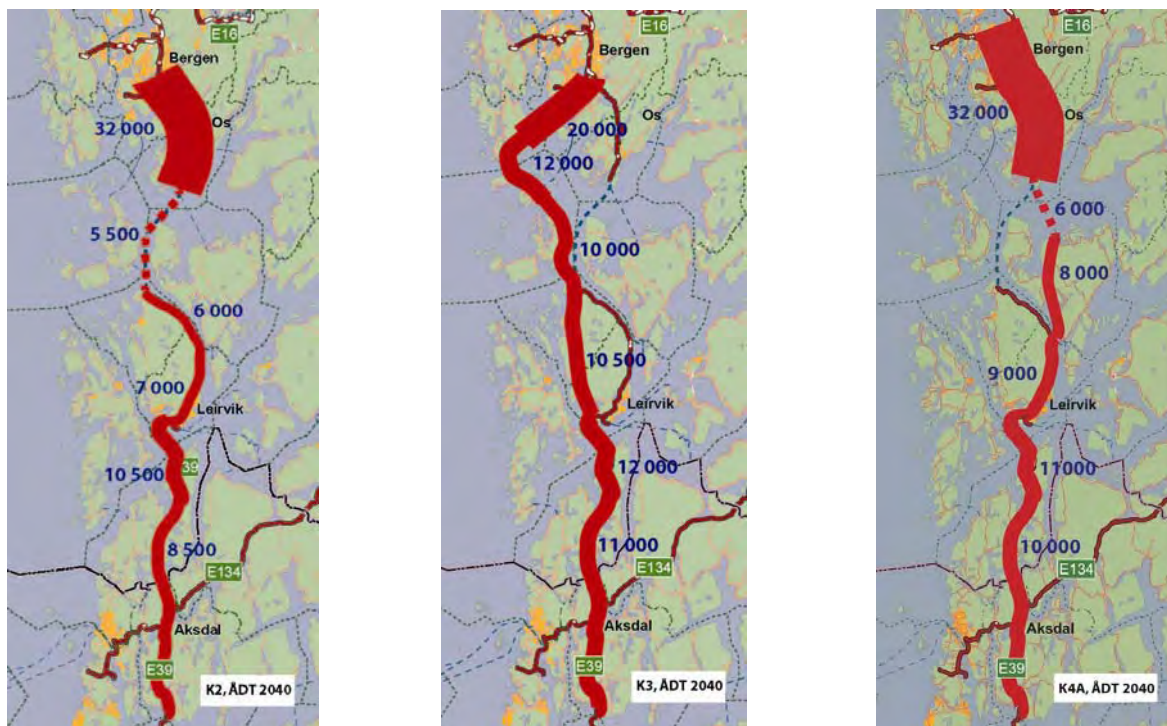 E16
Bergen
32 000
Os
5 500
6 000
7 000
Leirvik
10 500
39
8 500
E134
Aksdal
E39
K2, ÅDT 2040
E16
Bergen
20 000
Os
12 000
10 000
10 500
Leirvik
12 000
11 000
E134
Aksdal
E39
K3, ÅDT 2040
E16
Bergen
32 000
Os
6 000
8 000
9 000
Leirvik
11 000
10 000
E134
Aksdal
E39
K4A, ÅDT 2040